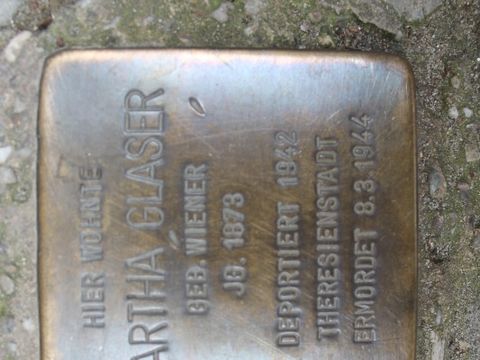 HIER WOHNTE
ARTHA GLASER
GEB. WIENER
JG. 1873
DEPORTIERT 1942
THERESIENSTADT
ERMORDET 8.3.1944